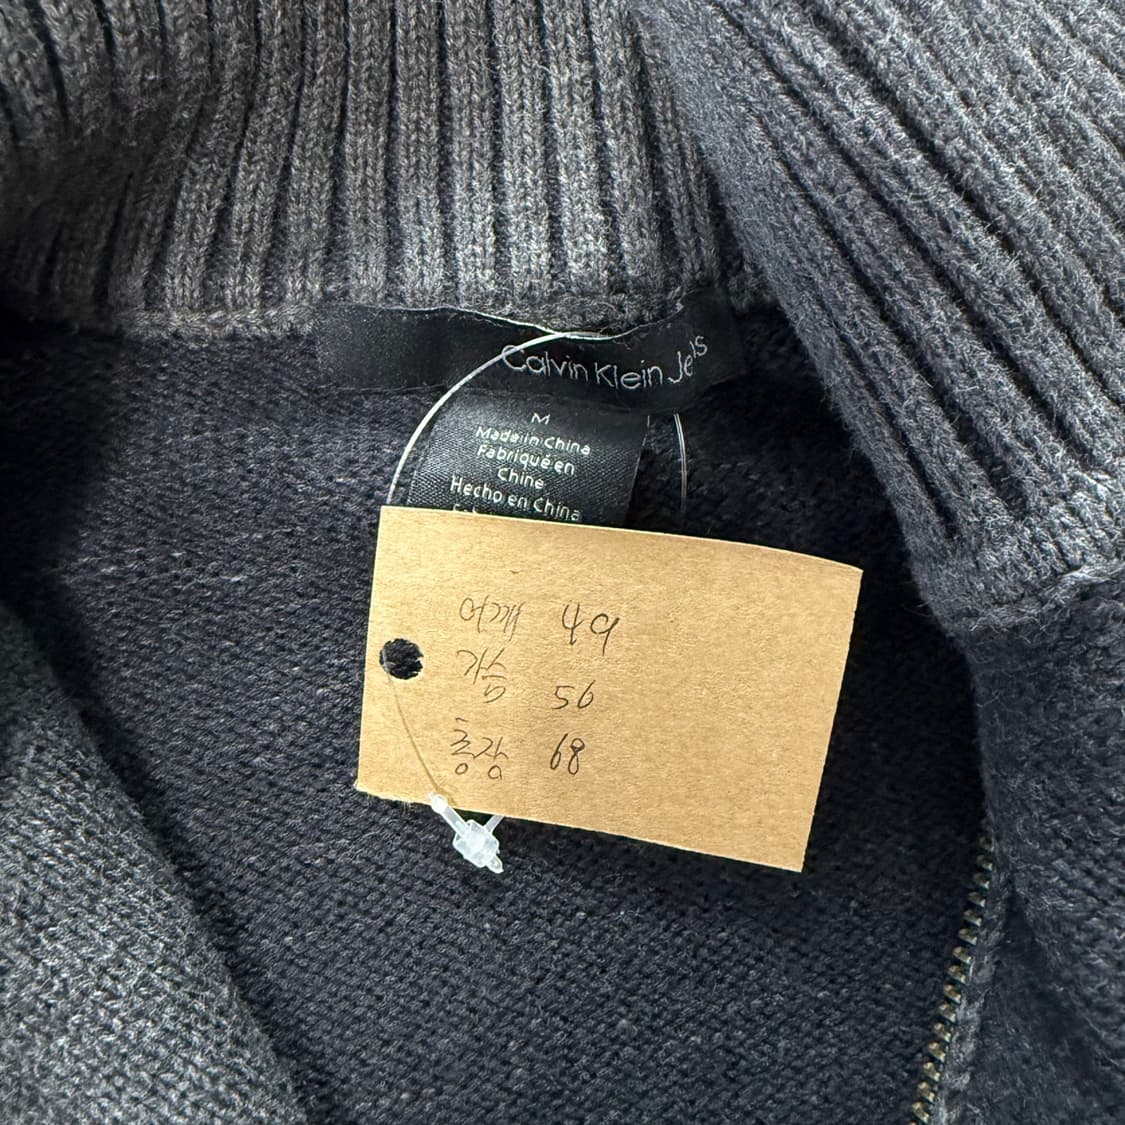 Calvin Klein Je s
M
Made in China
Fabriqué en
Chine
Hecho en China
어깨 49
가슴 56
총장 68